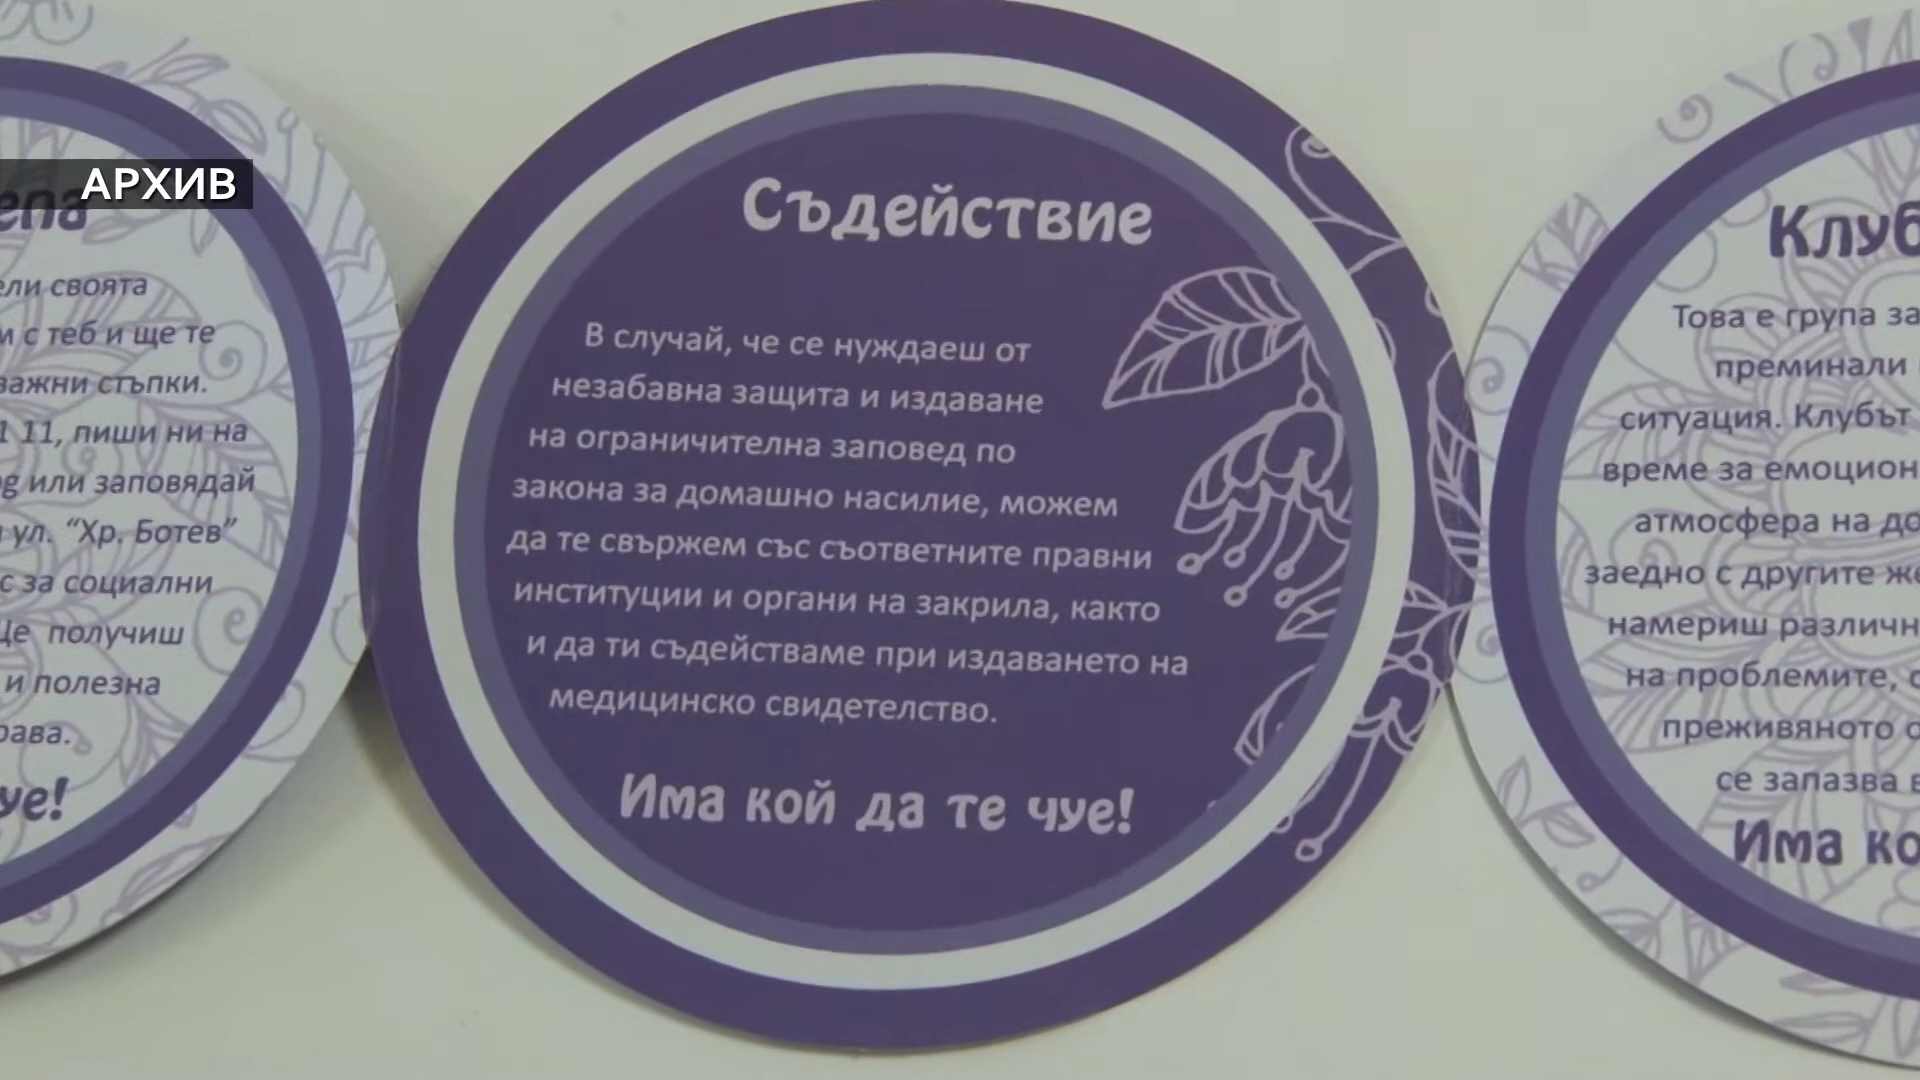 АРХИВ
ели своята
с теб и ще те
важни стъпки.
11, пиши ни на
или заповядай
ул. “Хр. Ботев”
с за социални
получиш
и полезна
Съдействие
В случай, че се нуждаеш от
незабавна защита и издаване
на ограничителна заповед по
закона за домашно насилие, можем
да те свържем със съответните правни
институции и органи на закрила, както
и да ти съдействаме при издаването на
медицинско свидетелство.
Има кой да те чуе!
Клуб
Това е група за
преминали
ситуация. Клубът
време за емоцион
атмосфера на до
заедно с другите же
намериш различн
на проблемите,
преживяното
се запазва
Има ко